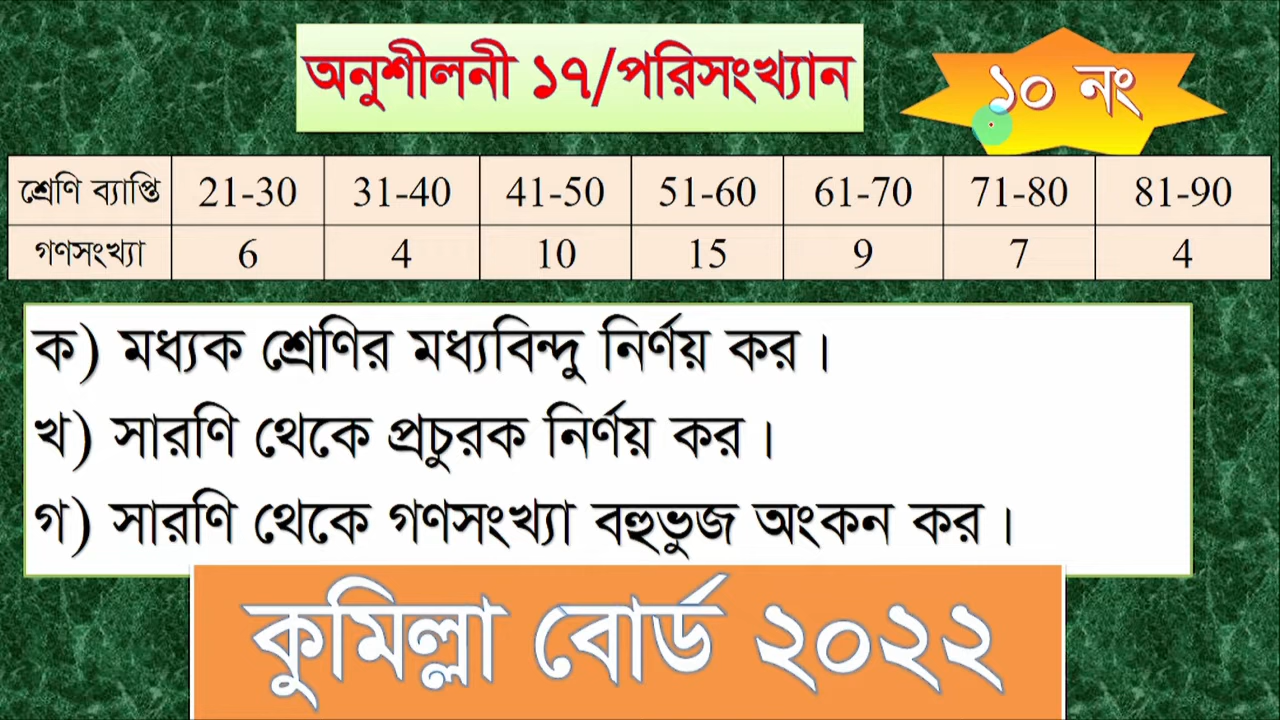 অনুশীলনী ১৭/পরিসংখ্যান
১০ নং
শ্রেণি ব্যাপ্তি 21-30 31-40 41-50 51-60 61-70 71-80 81-90
গণসংখ্যা 6 4 10 15 9 7 4
ক) মধ্যক শ্রেণির মধ্যবিন্দু নির্ণয় কর।
খ) সারণি থেকে প্রচুরক নির্ণয় কর।
গ) সারণি থেকে গণসংখ্যা বহুভুজ অংকন কর।
কুমিল্লা বোর্ড ২০২২